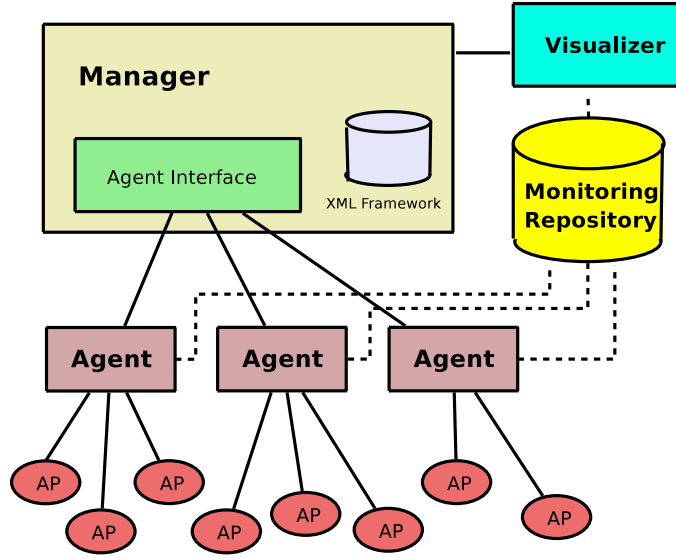 Visualizer
Manager
Agent Interface
XML Framework
Monitoring
Repository
Agent
Agent
Agent
AP
AP
AP
AP
AP
AP
AP
AP